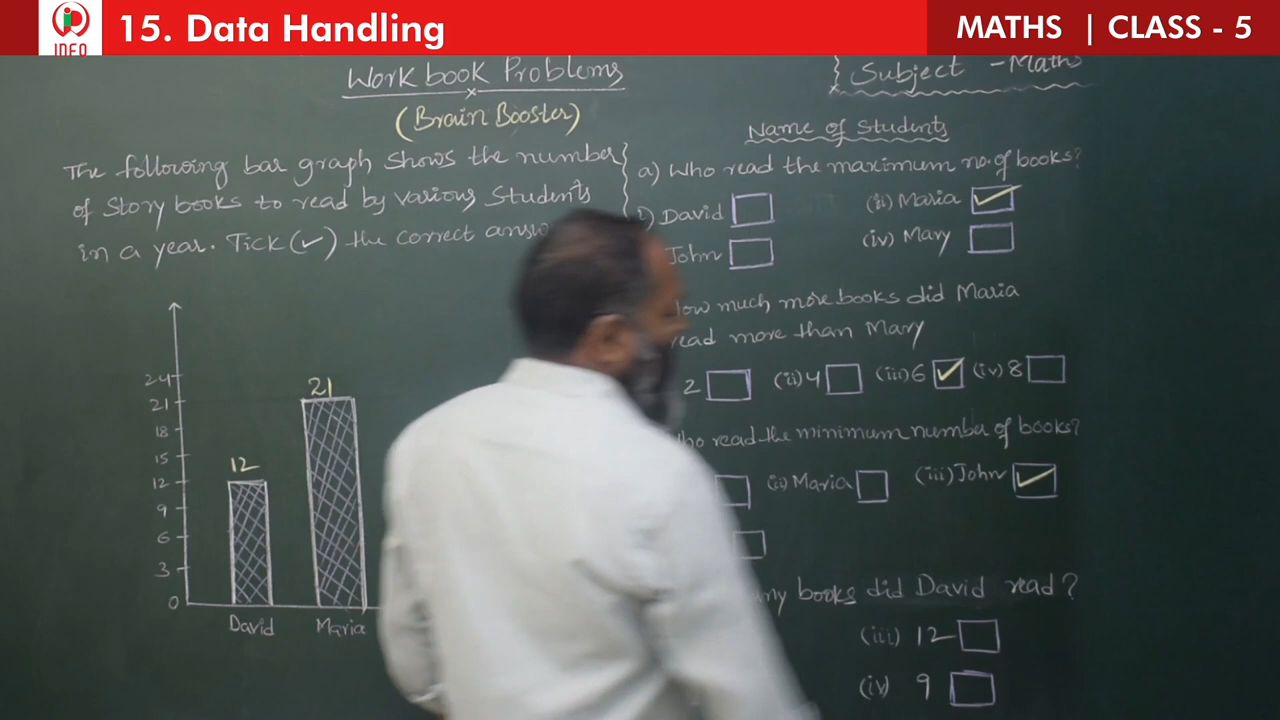 INFO
15. Data Handling
MATHS | CLASS - 5
Work book Problems
(Brain Booster)
The following bar graph shows the number
of Story books to read by various Students
in a year. Tick (✓) the correct
24
21
18
15
12
9
6
3
0
12
21
David Maria
Subject - Maths
Name of Students
a) Who read the maximum no. of books?
i) David (ii) Maria ✓
John (iv) Mary
much more books did Maria
read more than Mary
2 (ii) 4 (iii) 6 ✓ (iv) 8
read the minimum number of books?
(ii) Maria (iii) John ✓
books did David read?
(iii) 12
(iv) 9